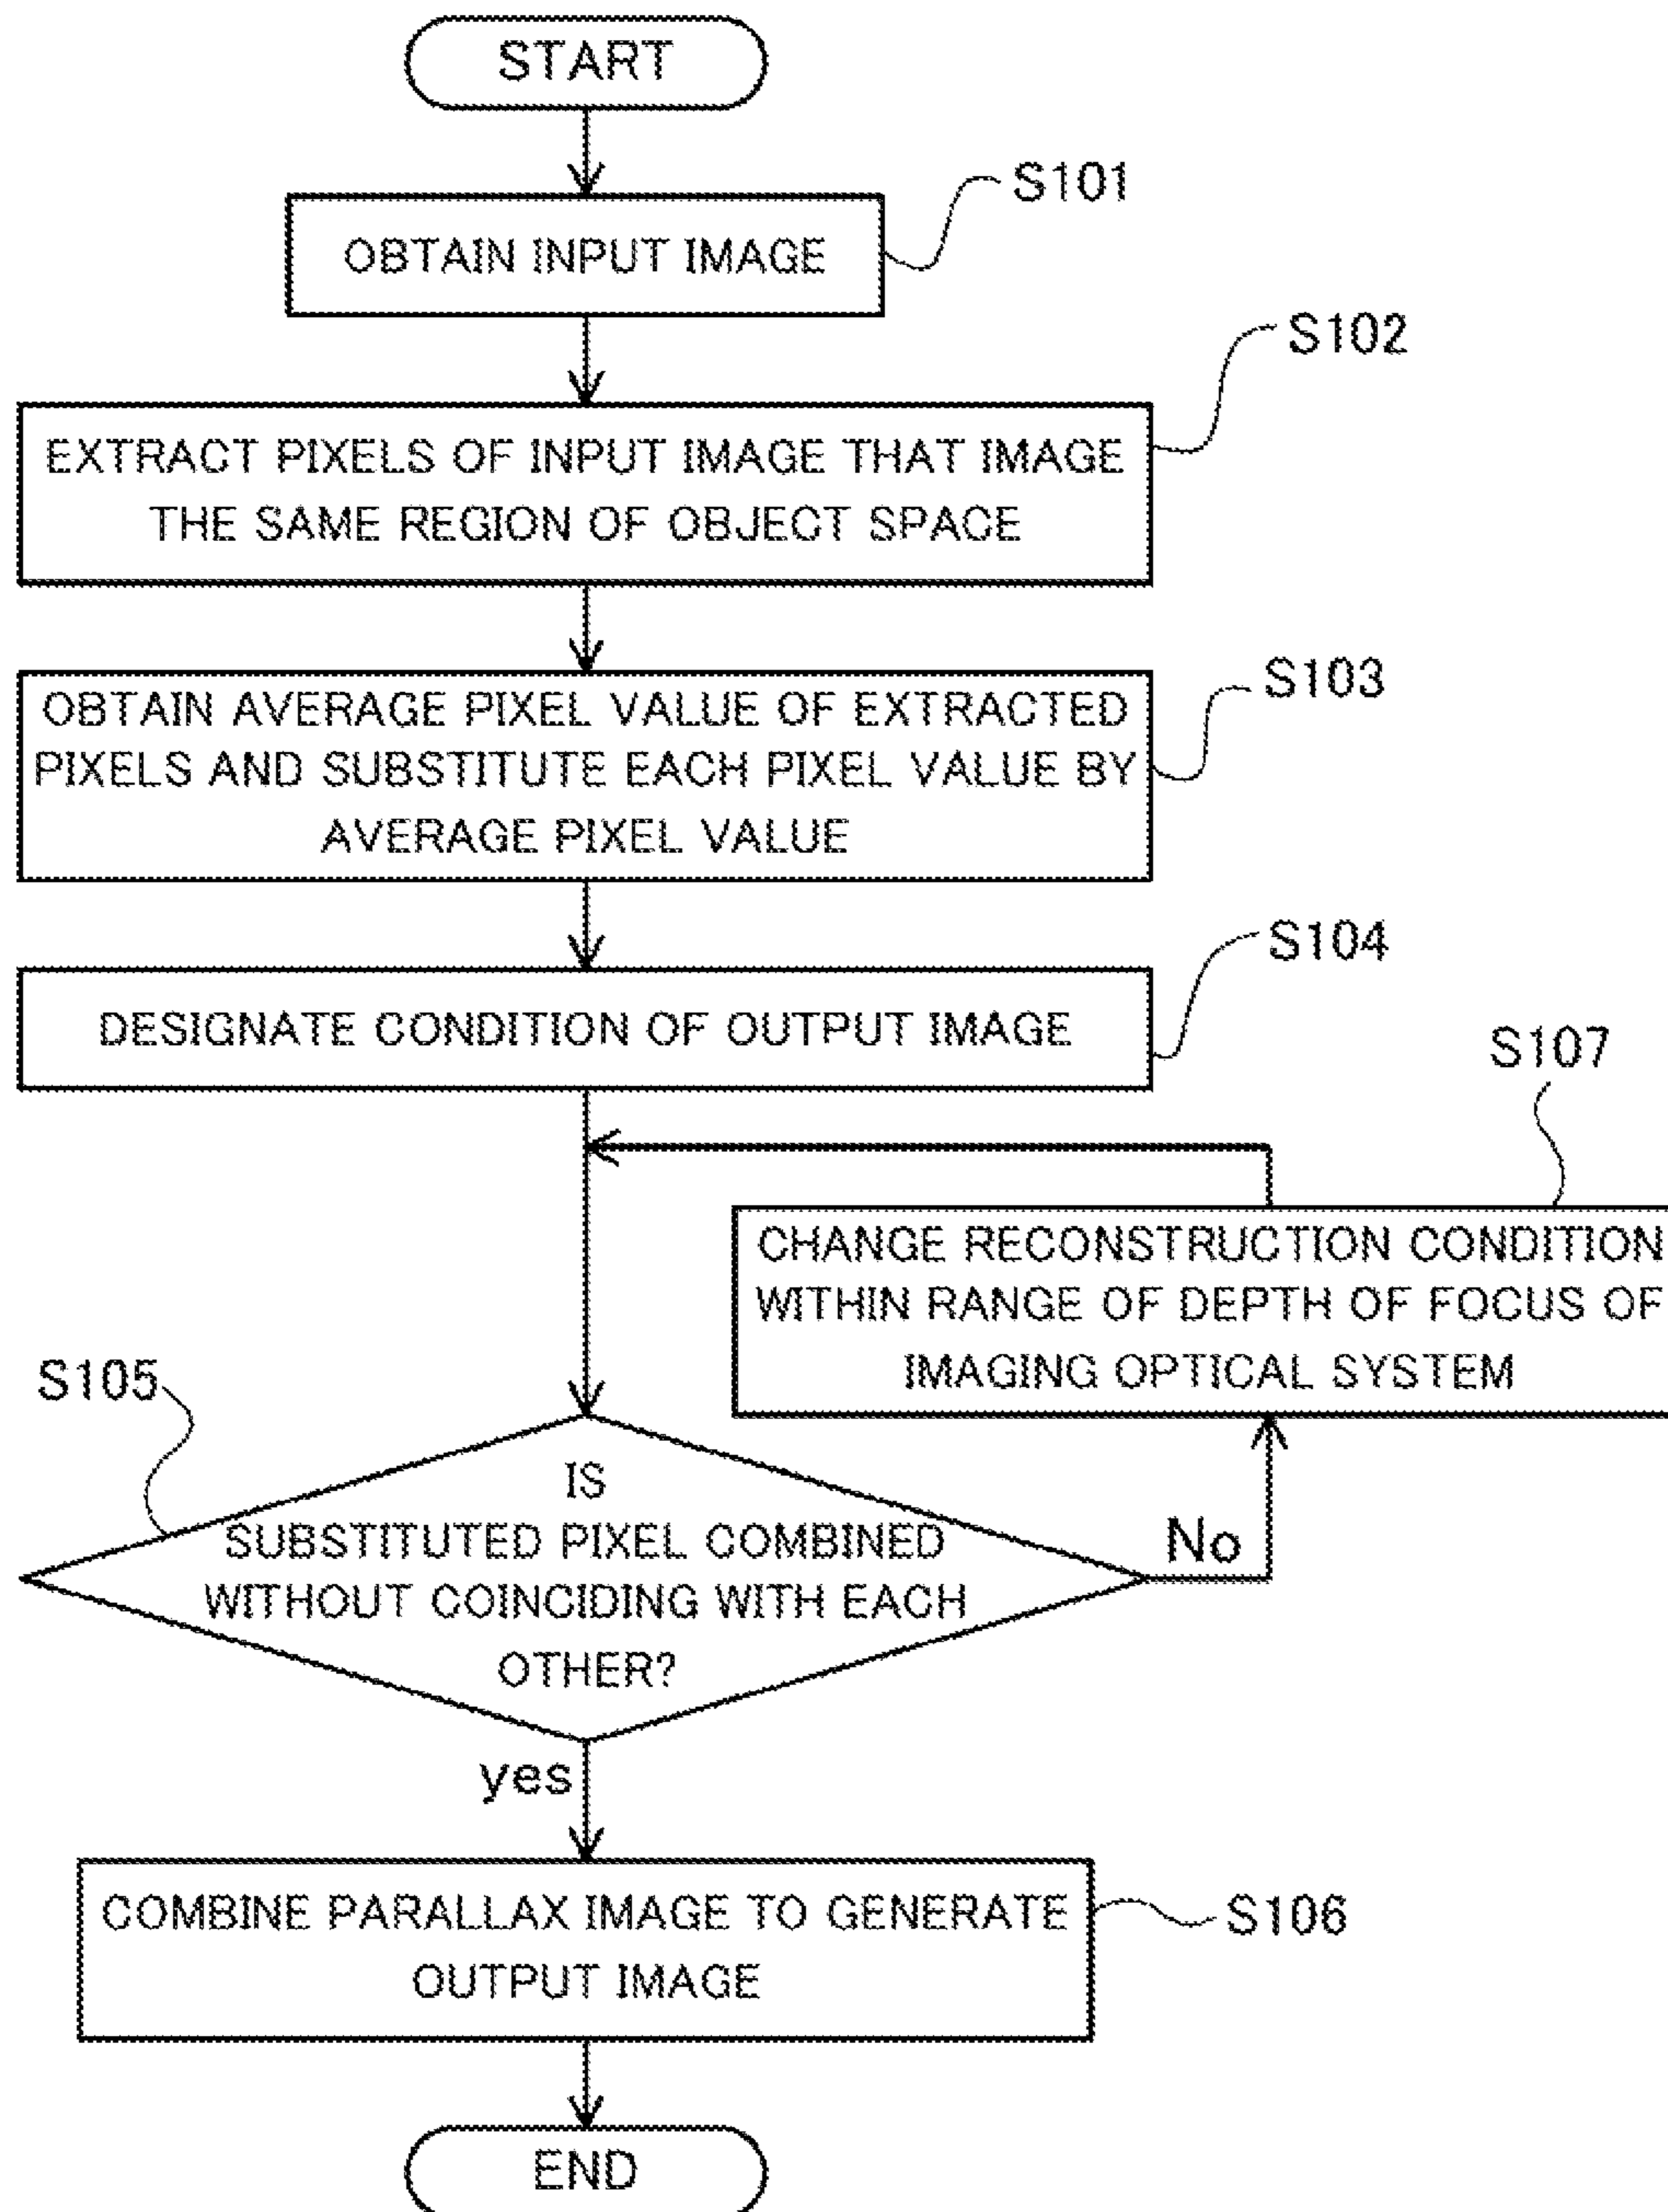 START
S101
OBTAIN INPUT IMAGE
S102
EXTRACT PIXELS OF INPUT IMAGE THAT IMAGE
THE SAME REGION OF OBJECT SPACE
S103
OBTAIN AVERAGE PIXEL VALUE OF EXTRACTED
PIXELS AND SUBSTITUTE EACH PIXEL VALUE BY
AVERAGE PIXEL VALUE
S104
DESIGNATE CONDITION OF OUTPUT IMAGE
S107
CHANGE RECONSTRUCTION CONDITION
WITHIN RANGE OF DEPTH OF FOCUS OF
IMAGING OPTICAL SYSTEM
S105
IS
SUBSTITUTED PIXEL COMBINED
WITHOUT COINCIDING WITH EACH
OTHER?
No
yes
COMBINE PARALLAX IMAGE TO GENERATE
OUTPUT IMAGE
S106
END